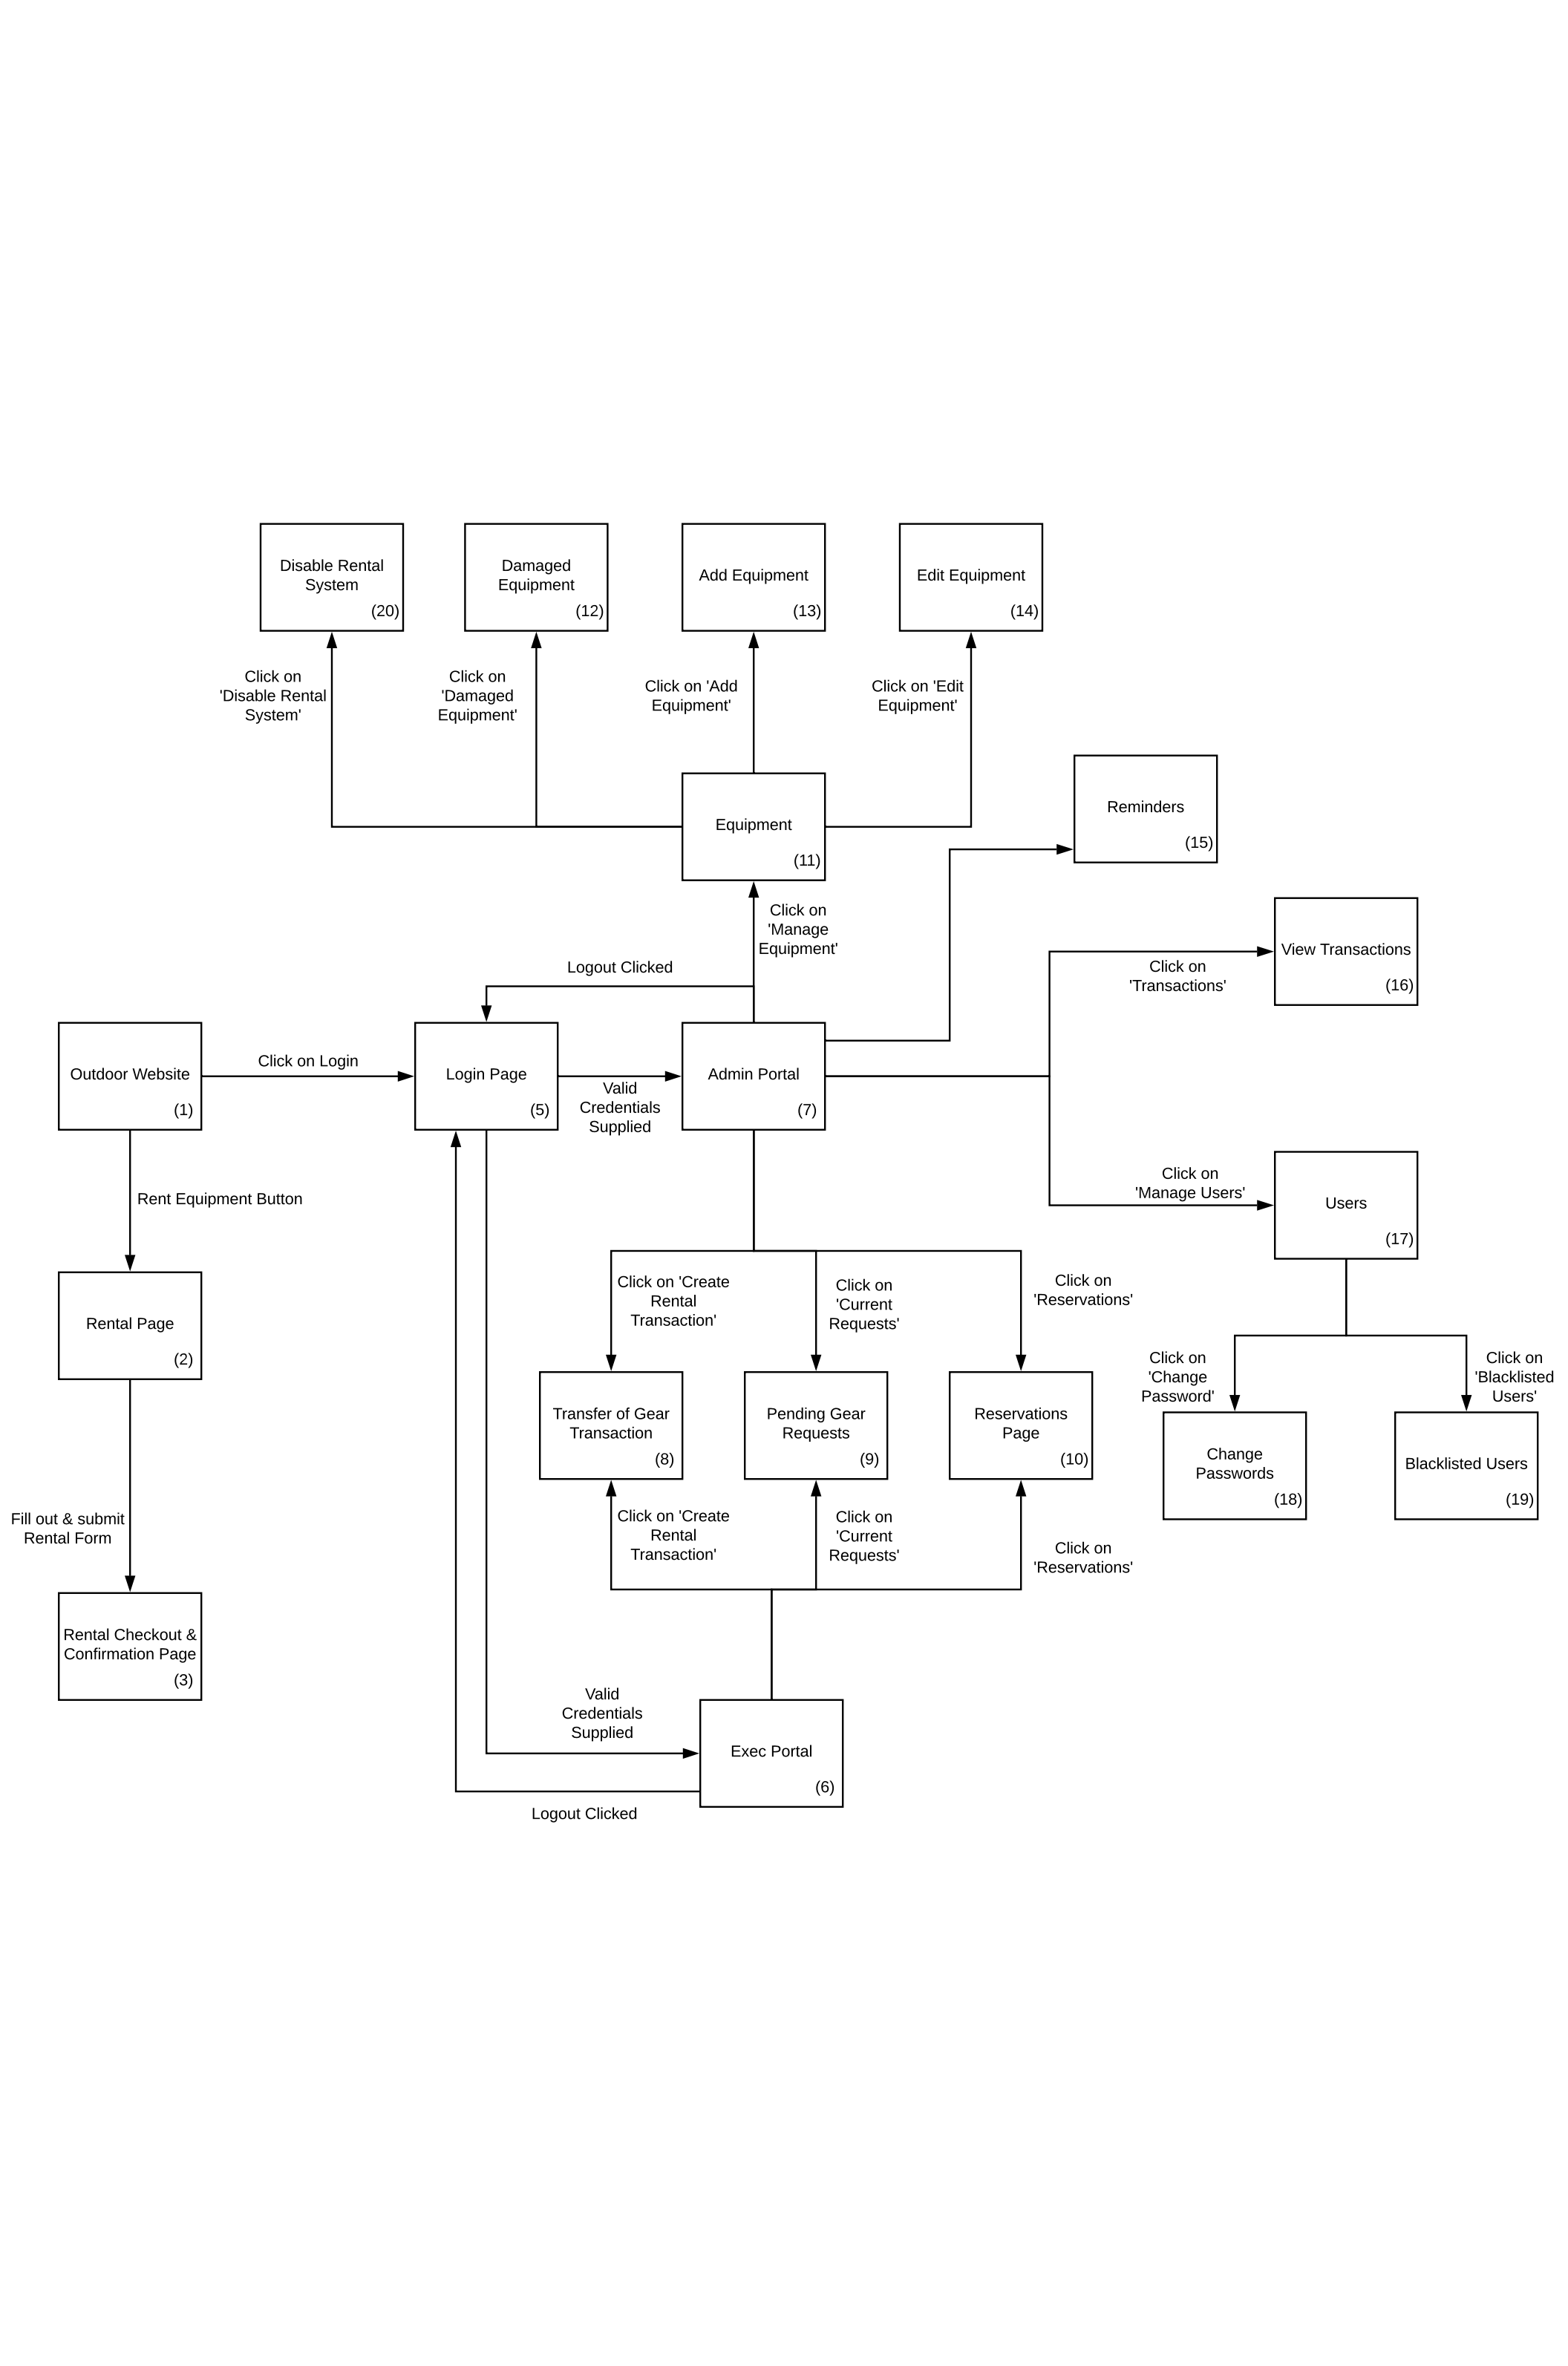 Disable Rental
System
(20)
Damaged
Equipment
(12)
Add Equipment
(13)
Edit Equipment
(14)
Click on
'Disable Rental
System'
Click on
'Damaged
Equipment'
Click on 'Add
Equipment'
Click on 'Edit
Equipment'
Equipment
(11)
Reminders
(15)
Click on
'Manage
Equipment'
Logout Clicked
View Transactions
(16)
Click on
'Transactions'
Outdoor Website
(1)
Click on Login
Login Page
(5)
Valid
Credentials
Supplied
Admin Portal
(7)
Click on
'Manage Users'
Users
(17)
Rent Equipment Button
Rental Page
(2)
Click on 'Create
Rental
Transaction'
Click on
'Current
Requests'
Click on
'Reservations'
Click on
'Change
Password'
Click on
'Blacklisted
Users'
Transfer of Gear
Transaction
(8)
Pending Gear
Requests
(9)
Reservations
Page
(10)
Change
Passwords
(18)
Blacklisted Users
(19)
Fill out & submit
Rental Form
Click on 'Create
Rental
Transaction'
Click on
'Current
Requests'
Click on
'Reservations'
Rental Checkout &
Confirmation Page
(3)
Valid
Credentials
Supplied
Exec Portal
(6)
Logout Clicked